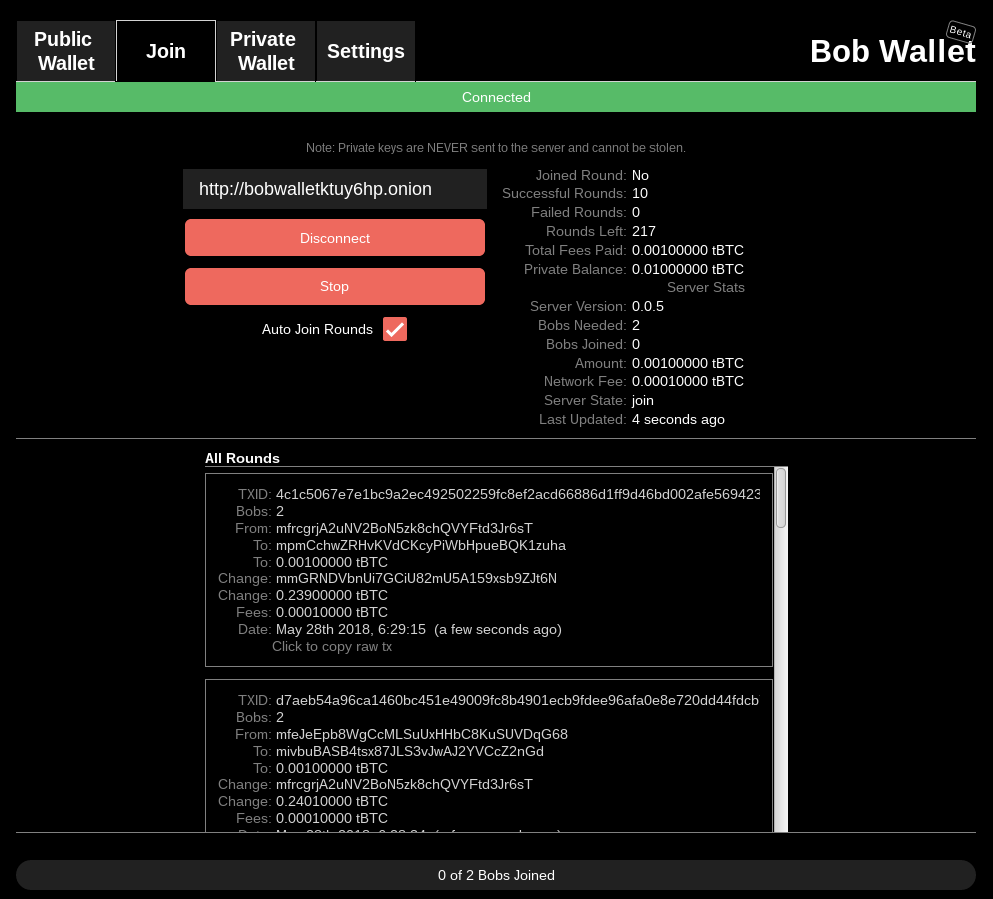 Public Wallet
Join
Private Wallet
Settings
Bob Wallet
Beta
Connected
Note: Private keys are NEVER sent to the server and cannot be stolen.
http://bobwalletktuy6hp.onion
Disconnect
Stop
Auto Join Rounds
Joined Round: No
Successful Rounds: 10
Failed Rounds: 0
Rounds Left: 217
Total Fees Paid: 0.00100000 tBTC
Private Balance: 0.01000000 tBTC
Server Stats
Server Version: 0.0.5
Bobs Needed: 2
Bobs Joined: 0
Amount: 0.00100000 tBTC
Network Fee: 0.00010000 tBTC
Server State: join
Last Updated: 4 seconds ago
All Rounds
TXID: 4c1c5067e7e1bc9a2ec492502259fc8ef2acd66886d1ff9d46bd002afe569423
Bobs: 2
From: mfrcgrjA2uNV2BoN5zk8chQVYFtd3Jr6sT
To: mpmCchwZRHvKVdCKcyPiWbHpueBQK1zuha
To: 0.00100000 tBTC
Change: mmGRNDVbnUi7GCiU82mU5A159xsb9ZJt6N
Change: 0.23900000 tBTC
Fees: 0.00010000 tBTC
Date: May 28th 2018, 6:29:15 (a few seconds ago)
Click to copy raw tx
TXID: d7aeb54a96ca1460bc451e49009fc8b4901ecb9fdee96afa0e8e720dd44fdcb
Bobs: 2
From: mfeJeEpb8WgCcMLSuUxHHbC8KuSUVDqG68
To: mivbuBASB4tsx87JLS3vJwAJ2YVCcZ2nGd
To: 0.00100000 tBTC
Change: mfrcgrjA2uNV2BoN5zk8chQVYFtd3Jr6sT
Change: 0.24010000 tBTC
Fees: 0.00010000 tBTC
0 of 2 Bobs Joined